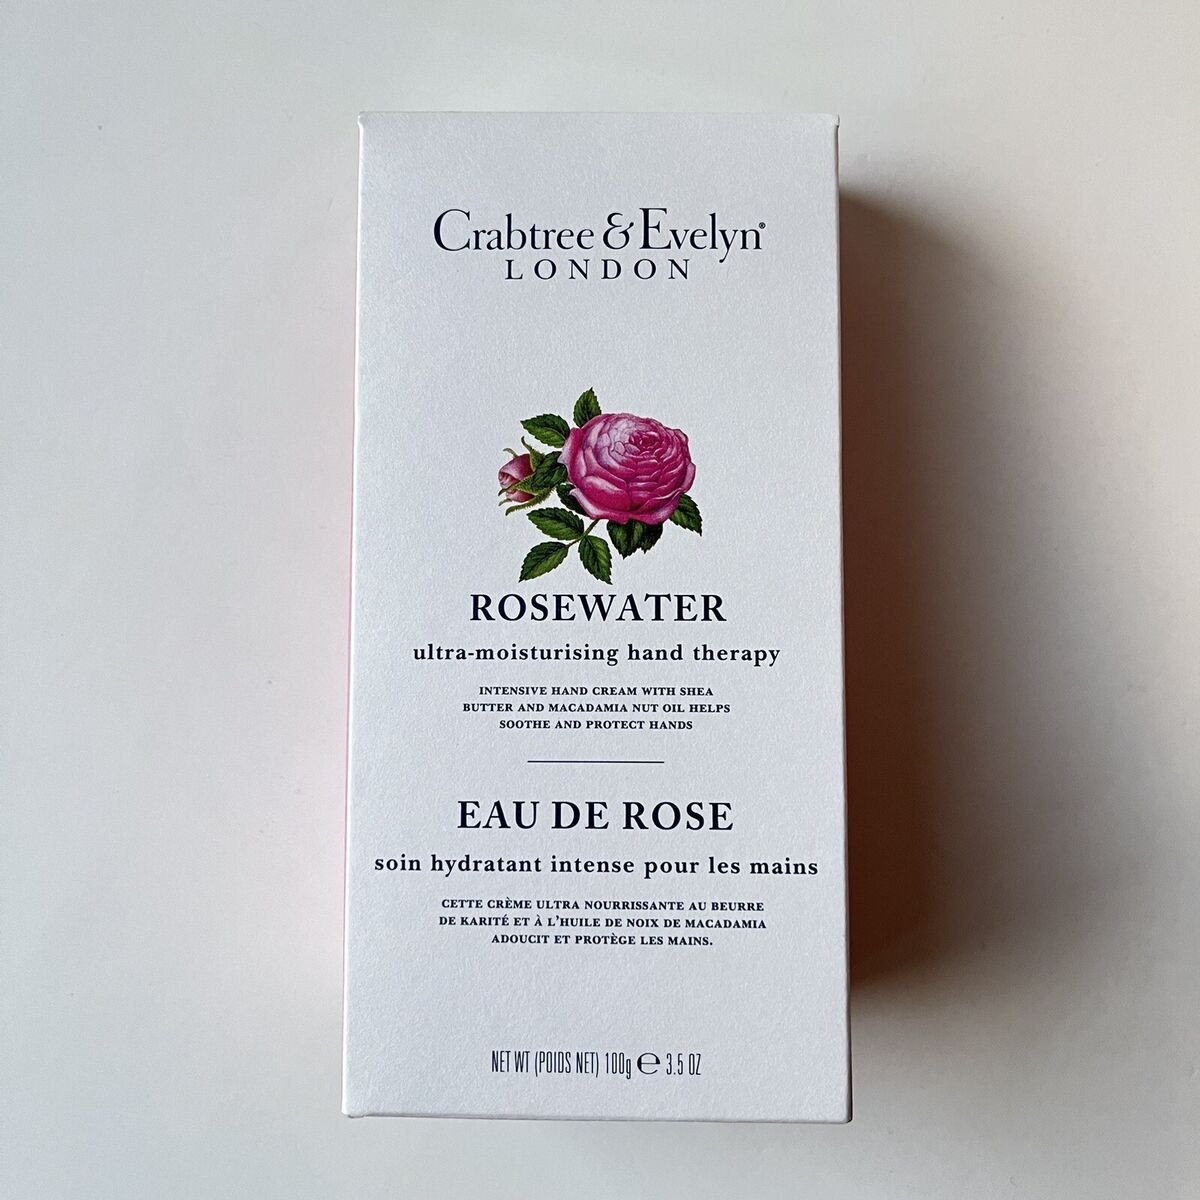 Crabtree & Evelyn®
LONDON
ROSEWATER
ultra-moisturising hand therapy
INTENSIVE HAND CREAM WITH SHEA
BUTTER AND MACADAMIA NUT OIL HELPS
SOOTHE AND PROTECT HANDS
EAU DE ROSE
soin hydratant intense pour les mains
CETTE CRÈME ULTRA NOURRISSANTE AU BEURRE
DE KARITÉ ET À L'HUILE DE NOIX DE MACADAMIA
ADOUCIT ET PROTÈGE LES MAINS.
NET WT (POIDS NET) 100g ℮ 3.5 OZ